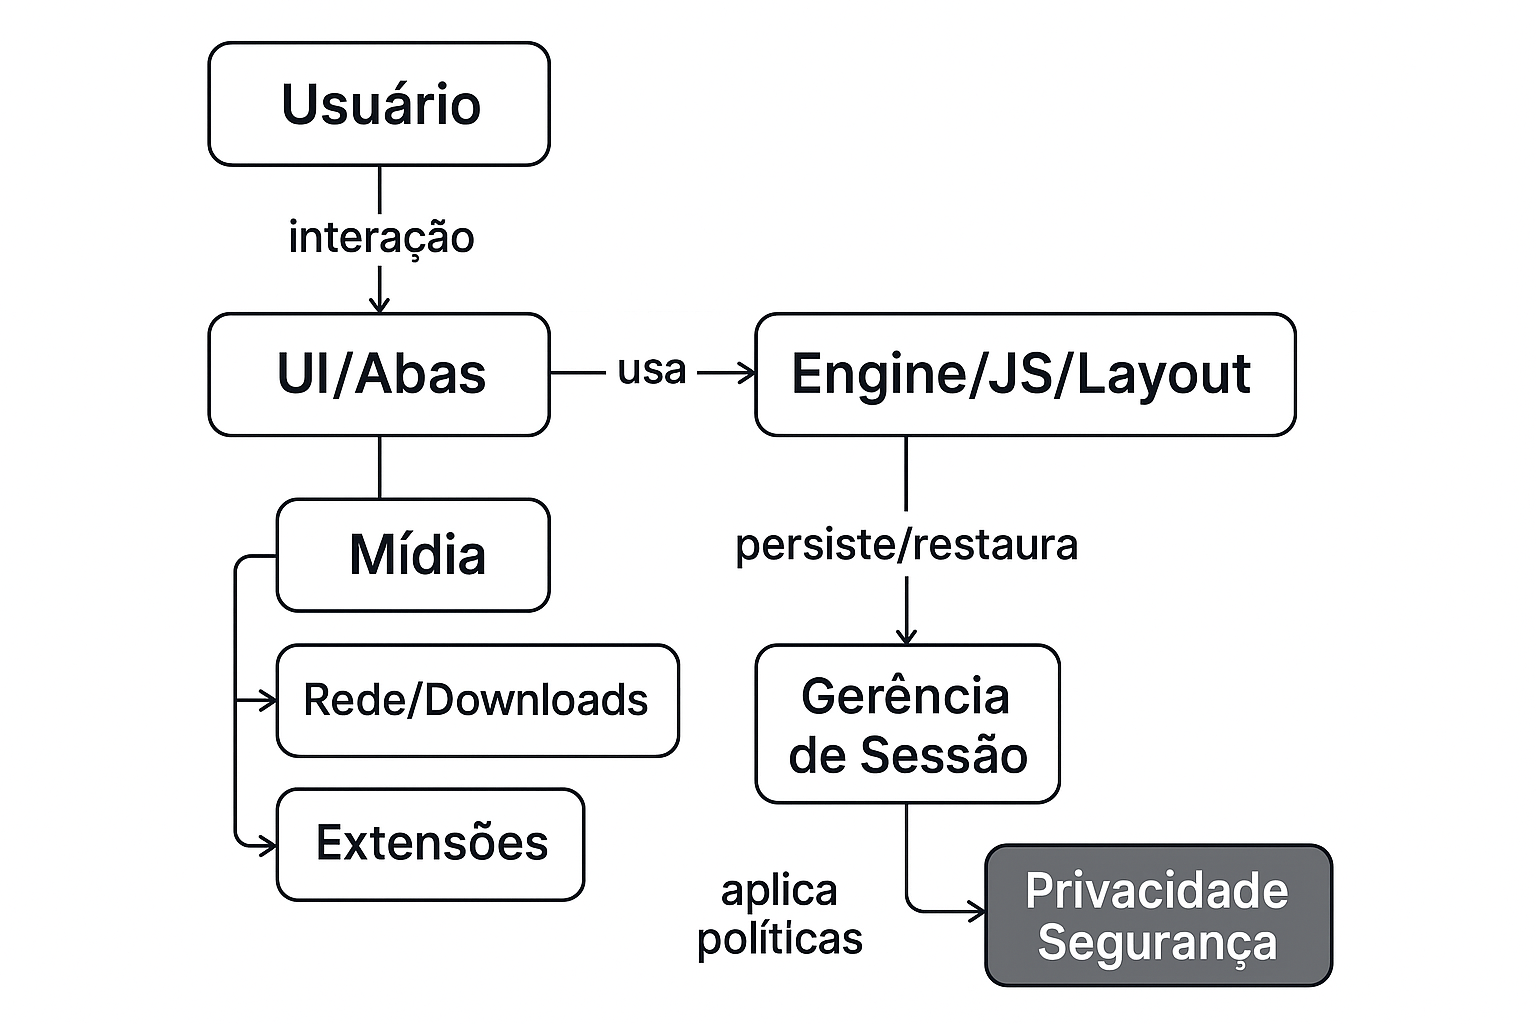 Usuário
interação
UI/Abas
usa
Engine/JS/Layout
Mídia
persiste/restaura
Rede/Downloads
Gerência
de Sessão
Extensões
aplica
políticas
Privacidade
Segurança